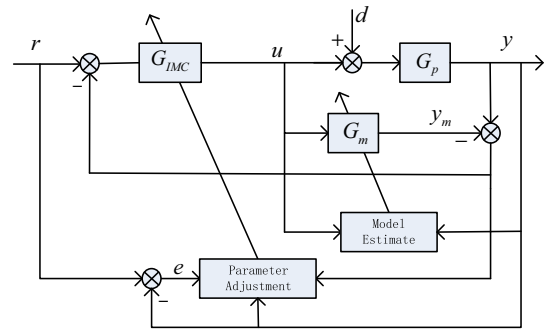 d
r
u
y
+
G_IMC
G_p
-
G_m
y_m
-
Model
Estimate
e
Parameter
Adjustment
-